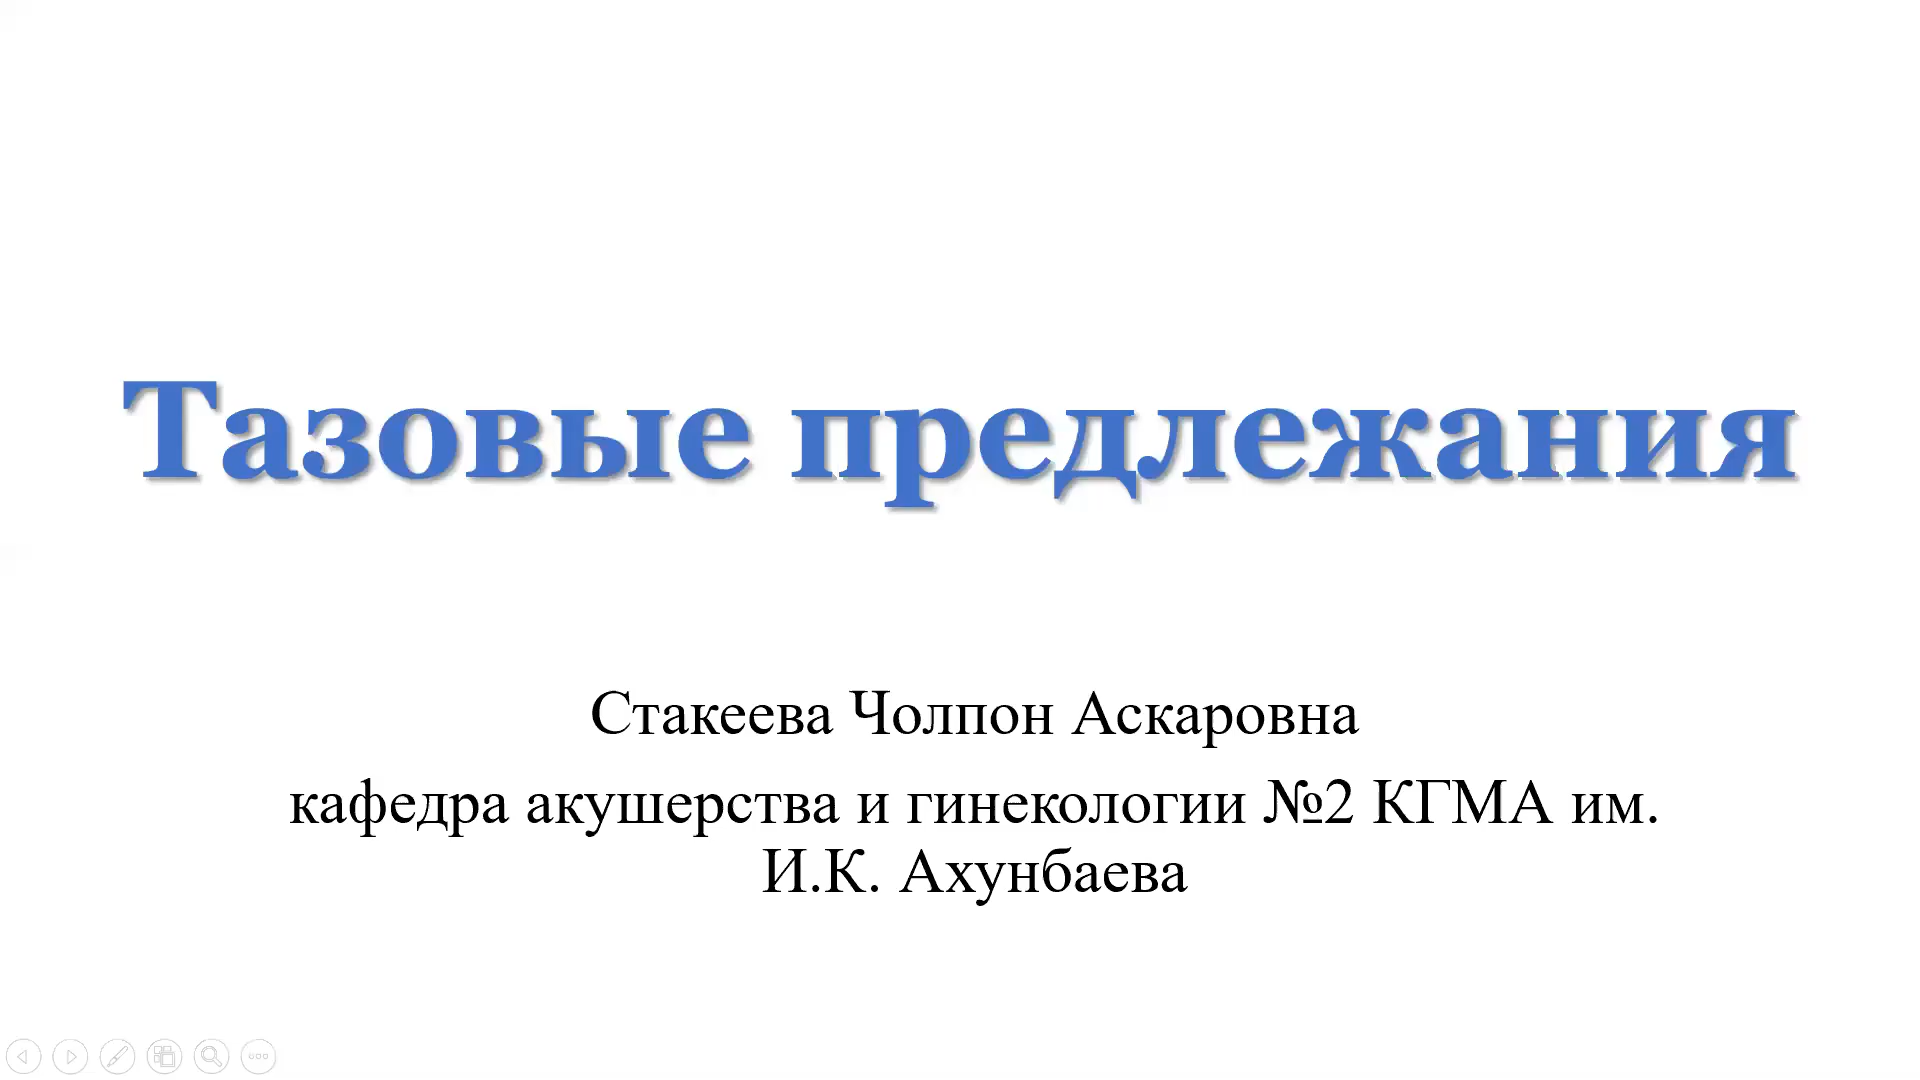 Тазовые предлежания
Стакеева Чолпон Аскаровна
кафедра акушерства и гинекологии №2 КГМА им.
И.К. Ахунбаева